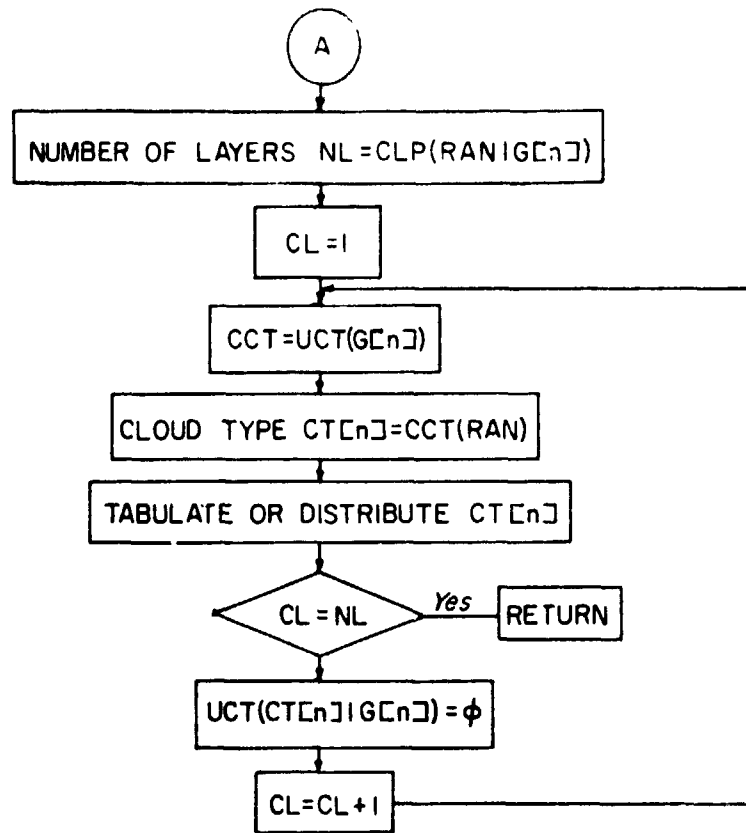 A
NUMBER OF LAYERS NL=CLP(RAN|G[n])
CL=1
CCT=UCT(G[n])
CLOUD TYPE CT[n]=CCT(RAN)
TABULATE OR DISTRIBUTE CT[n]
CL=NL
Yes
RETURN
UCT(CT[n]|G[n])=ϕ
CL=CL+1